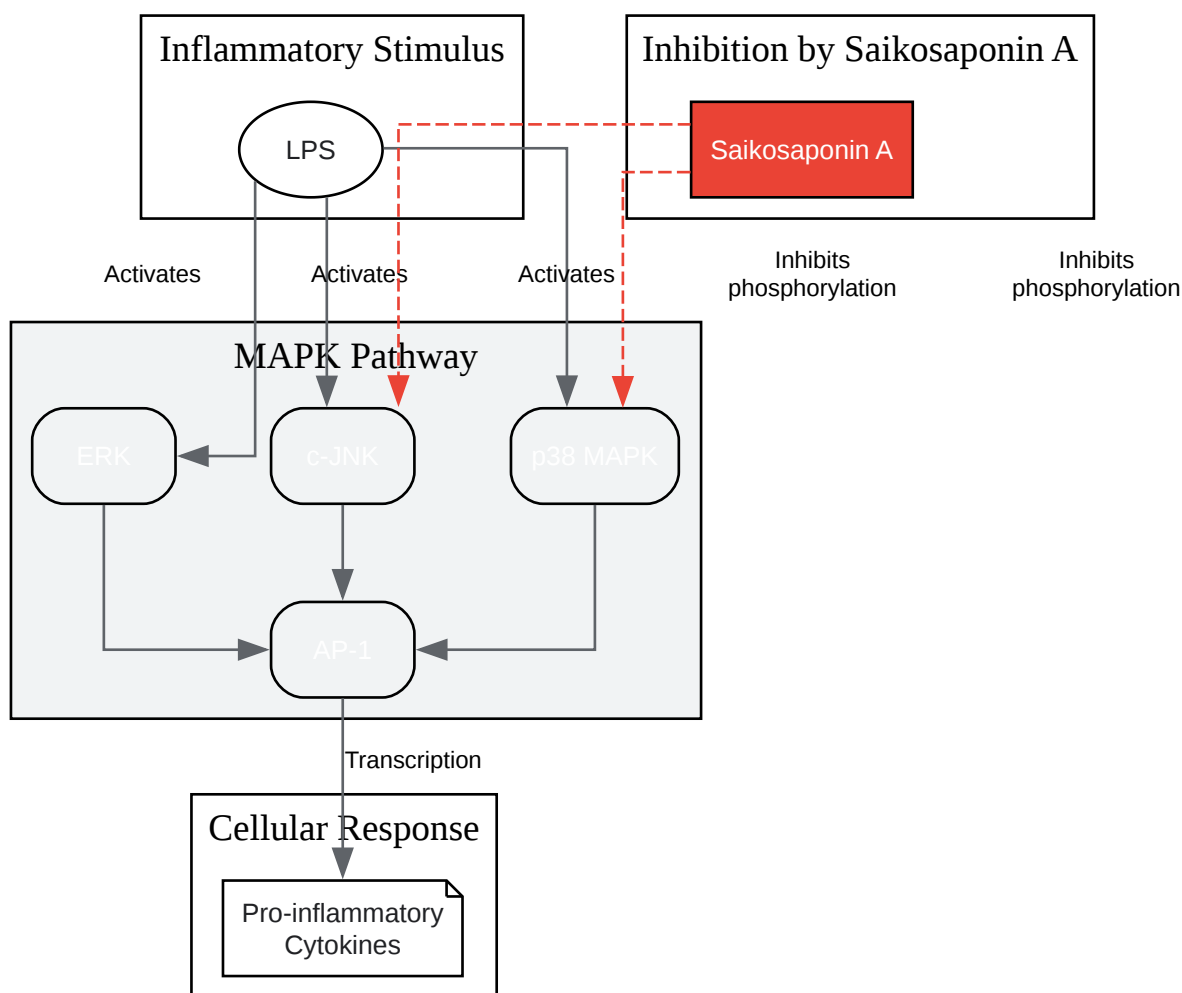 Inflammatory Stimulus
Inhibition by Saikosaponin A
LPS
Saikosaponin A
Activates
Activates
Activates
Inhibits
phosphorylation
Inhibits
phosphorylation
MAPK Pathway
ERK
c-JNK
p38 MAPK
AP-1
Transcription
Cellular Response
Pro-inflammatory
Cytokines